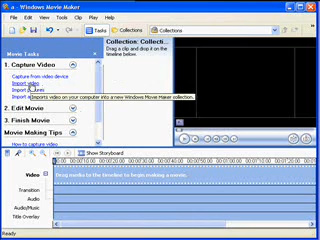 a - Windows Movie Maker
File Edit View Tools Clip Play Help
Tasks Collections Collections
Movie Tasks
Collection: Collecti...
Drag a clip and drop it on the
timeline below.
1. Capture Video
Capture from video device
Import video
Import pictures
Imports video on your computer into a new Windows Movie Maker collection.
2. Edit Movie
3. Finish Movie
Movie Making Tips
How to capture video
Show Storyboard
Video
Drag media to the timeline to begin making a movie.
Transition
Audio
Audio/Music
Title Overlay
Ready